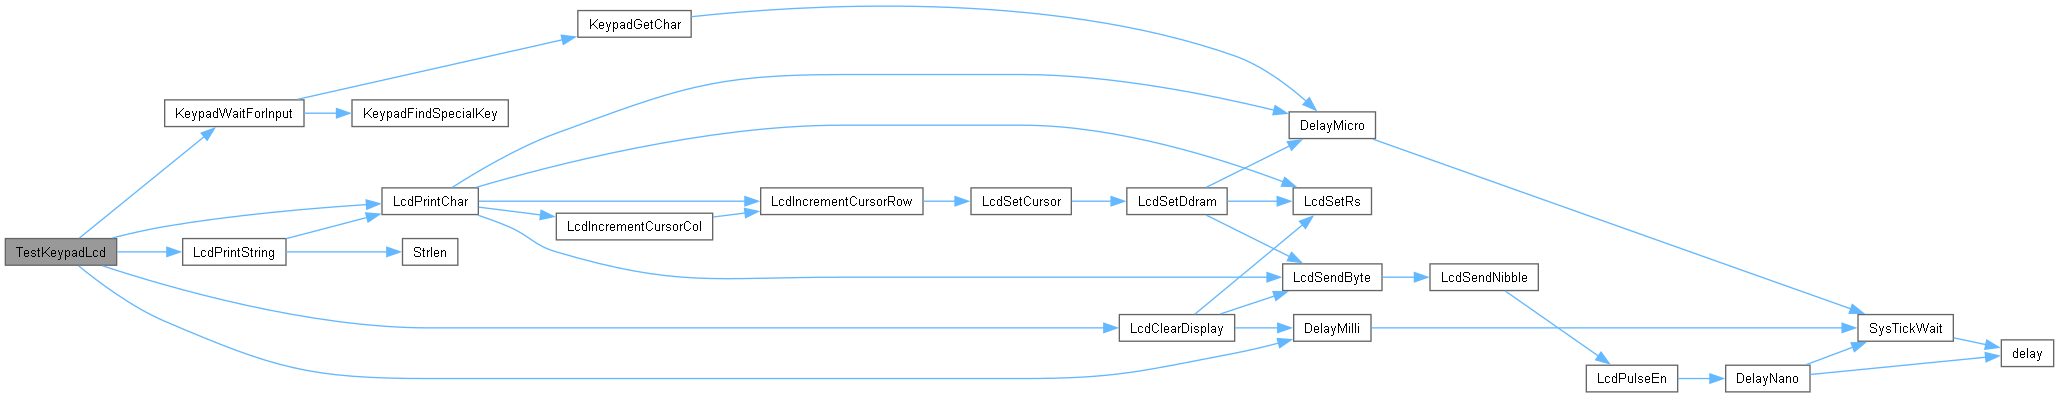 KeypadGetChar
KeypadWaitForInput
KeypadFindSpecialKey
DelayMicro
LcdPrintChar
LcdIncrementCursorRow
LcdSetCursor
LcdSetDdram
LcdSetRs
LcdIncrementCursorCol
TestKeypadLcd
LcdPrintString
Strlen
LcdSendByte
LcdSendNibble
LcdClearDisplay
DelayMilli
SysTickWait
delay
LcdPulseEn
DelayNano